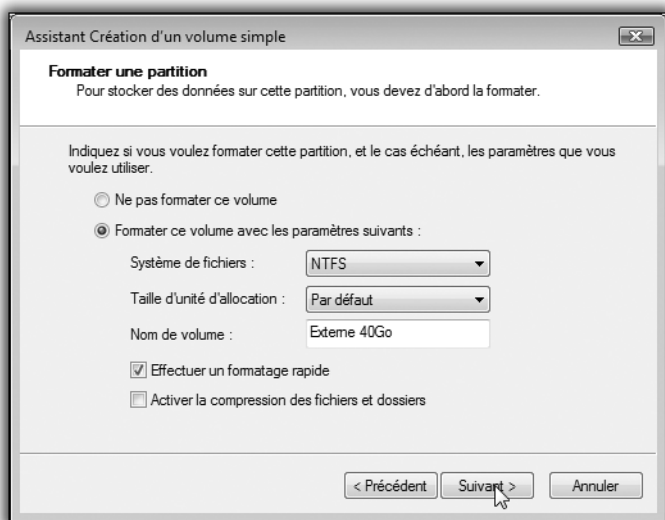 Assistant Création d'un volume simple
Formater une partition
Pour stocker des données sur cette partition, vous devez d'abord la formater.
Indiquez si vous voulez formater cette partition, et le cas échéant, les paramètres que vous
voulez utiliser.
Ne pas formater ce volume
Formater ce volume avec les paramètres suivants :
Système de fichiers : NTFS
Taille d'unité d'allocation : Par défaut
Nom de volume : Externe 40Go
Effectuer un formatage rapide
Activer la compression des fichiers et dossiers
< Précédent Suivant > Annuler